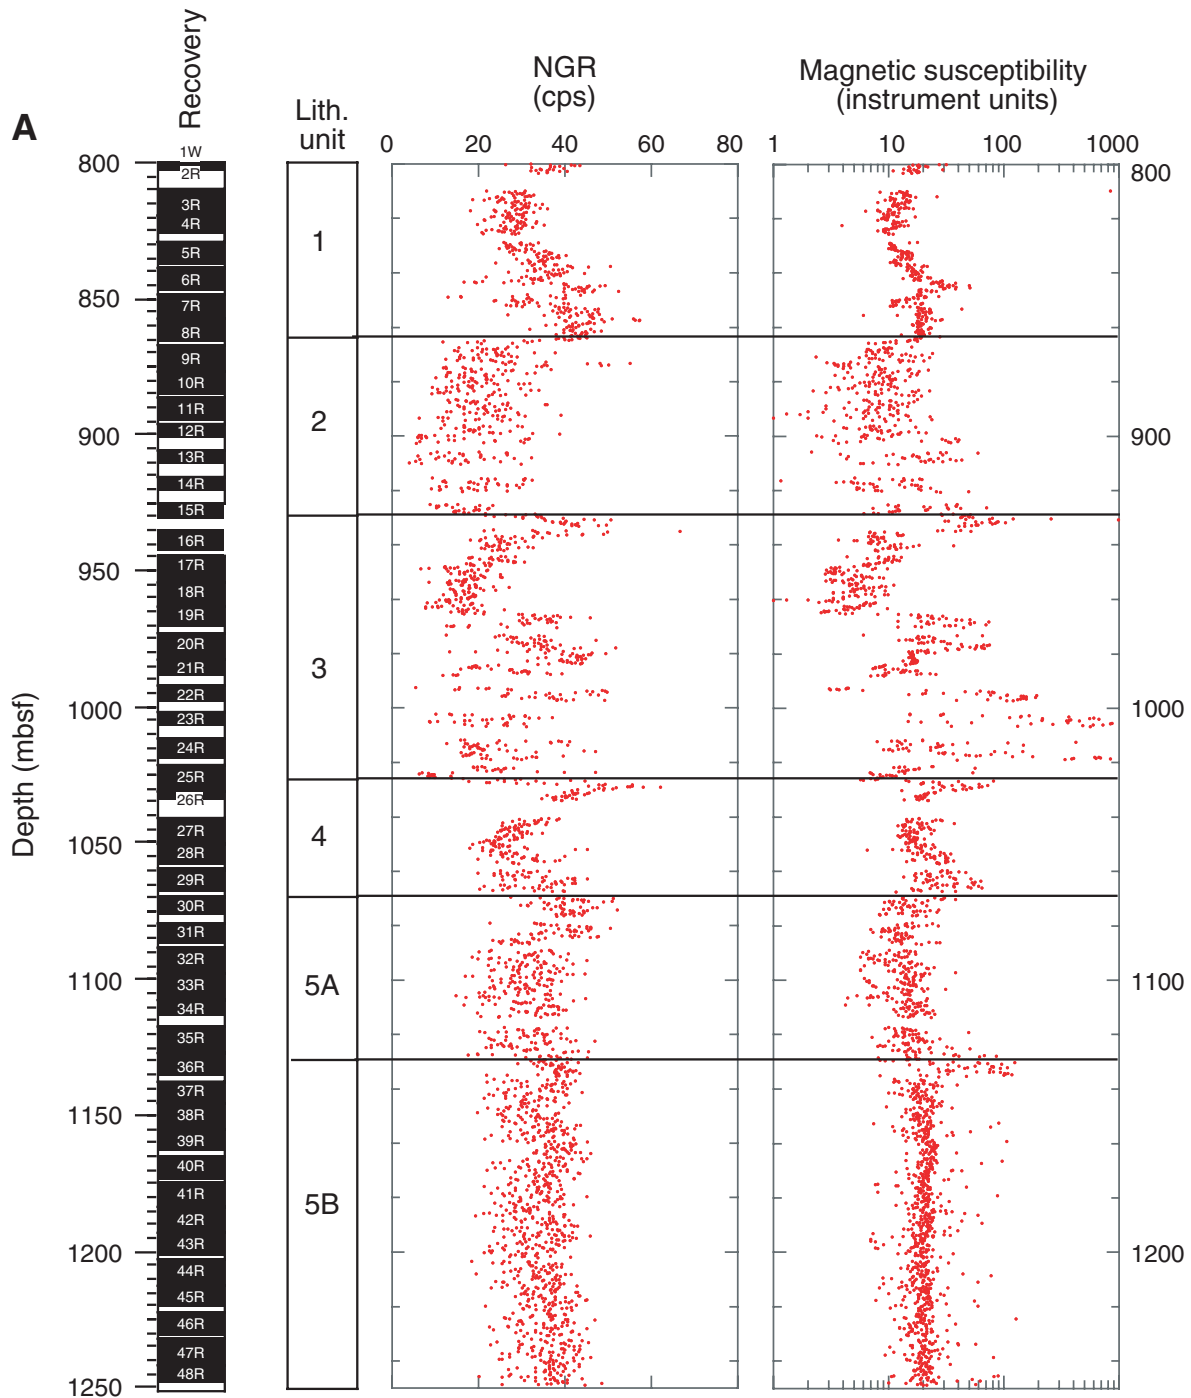 A
Recovery
Lith.
unit
NGR
(cps)
Magnetic susceptibility
(instrument units)
0 20 40 60 80
1 10 100 1000
Depth (mbsf)
800
850
900
950
1000
1050
1100
1150
1200
1250
1W
2R
3R
4R
5R
6R
7R
8R
9R
10R
11R
12R
13R
14R
15R
16R
17R
18R
19R
20R
21R
22R
23R
24R
25R
26R
27R
28R
29R
30R
31R
32R
33R
34R
35R
36R
37R
38R
39R
40R
41R
42R
43R
44R
45R
46R
47R
48R
1
2
3
4
5A
5B
800
900
1000
1100
1200